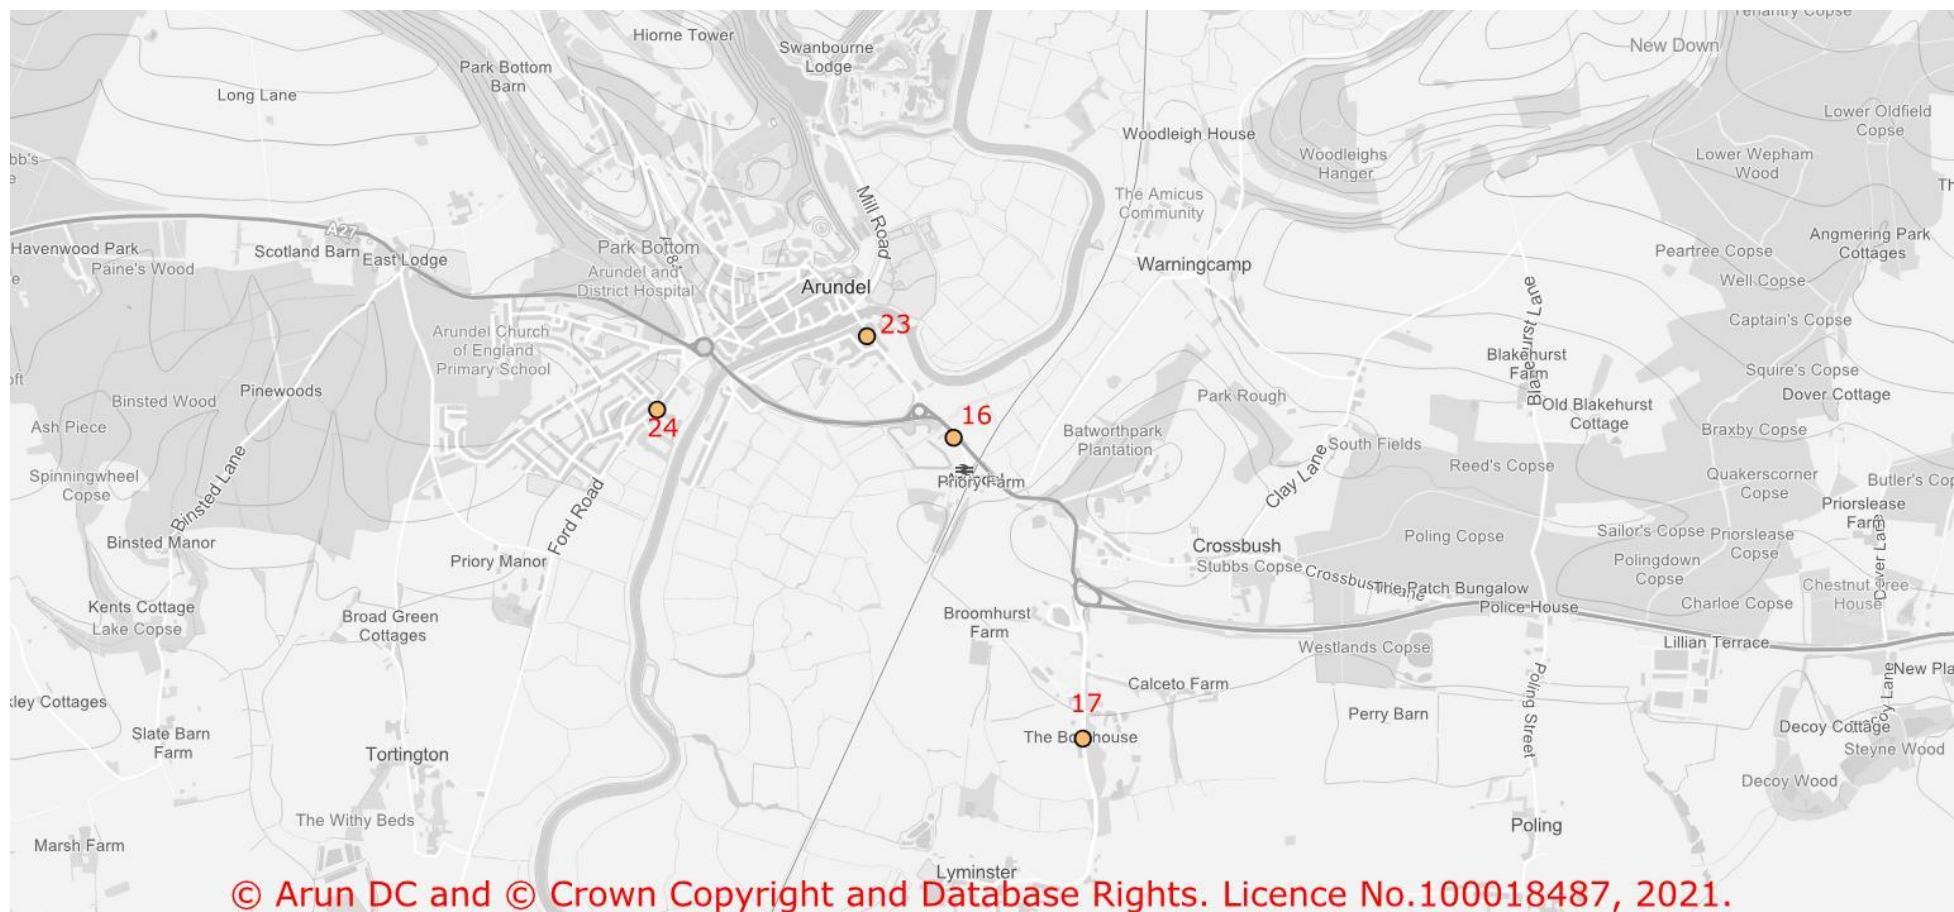 Tenantry Copse
Hiorne Tower
Swanbourne
Lodge
New Down
Park Bottom
Barn
Long Lane
Lower Oldfield
Copse
Woodleigh House
Woodleighs
Hanger
Lower Wepham
Wood
The Amicus
Community
Mill Road
A27
Havenwood Park
Paine's Wood
Scotland Barn
East Lodge
Park Bottom
Arundel and
District Hospital
Arundel
Warningcamp
Peartree Copse
Angmering Park
Cottages
Well Copse
Blakehurst Lane
Captain's Copse
23
Arundel Church
of England
Primary School
Blakehurst
Farm
Squire's Copse
Dover Cottage
Binsted Wood
Pinewoods
Park Rough
Old Blakehurst
Cottage
Ash Piece
24
16
Batworthpark
Plantation
South Fields
Braxby Copse
Spinningwheel
Copse
Binsted Lane
Priory Farm
Clay Lane
Reed's Copse
Quakerscorner
Copse
Priorslease
Farm
Ford Road
Binsted Manor
Priory Manor
Crossbush
Stubbs Copse
Poling Copse
Sailor's Copse
Priorslease
Copse
Polingdown
Copse
Dover Lane
Kents Cottage
Lake Copse
Broad Green
Cottages
Broomhurst
Farm
The Patch Bungalow
Police House
Charloe Copse
Chestnut Tree
House
Westlands Copse
Lillian Terrace
Calceto Farm
Poling Street
17
The
Perry Barn
Cottages
Slate Barn
Farm
Tortington
Decoy Cottage
Steyne Wood
Decoy Wood
The Withy Beds
Poling
Marsh Farm
Lyminster
© Arun DC and © Crown Copyright and Database Rights. Licence No.100018487, 2021.